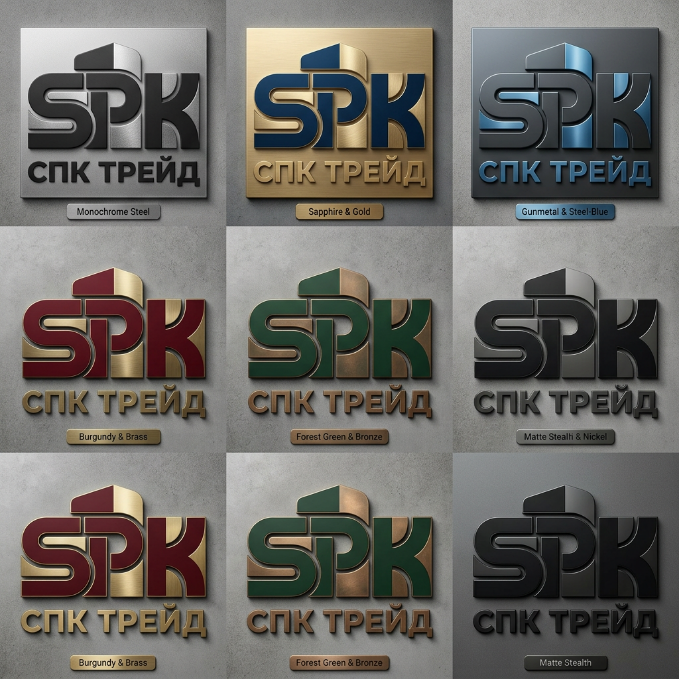 SPK
СПК ТРЕЙД
Monochrome Steel
SPK
СПК ТРЕЙД
Sapphire & Gold
SPK
СПК ТРЕЙД
Gunmetal & Steel-Blue
SPK
СПК ТРЕЙД
Burgundy & Brass
SPK
СПК ТРЕЙД
Forest Green & Bronze
SPK
СПК ТРЕЙД
Matte Stealth & Nickel
SPK
СПК ТРЕЙД
Burgundy & Brass
SPK
СПК ТРЕЙД
Forest Green & Bronze
SPK
СПК ТРЕЙД
Matte Stealth